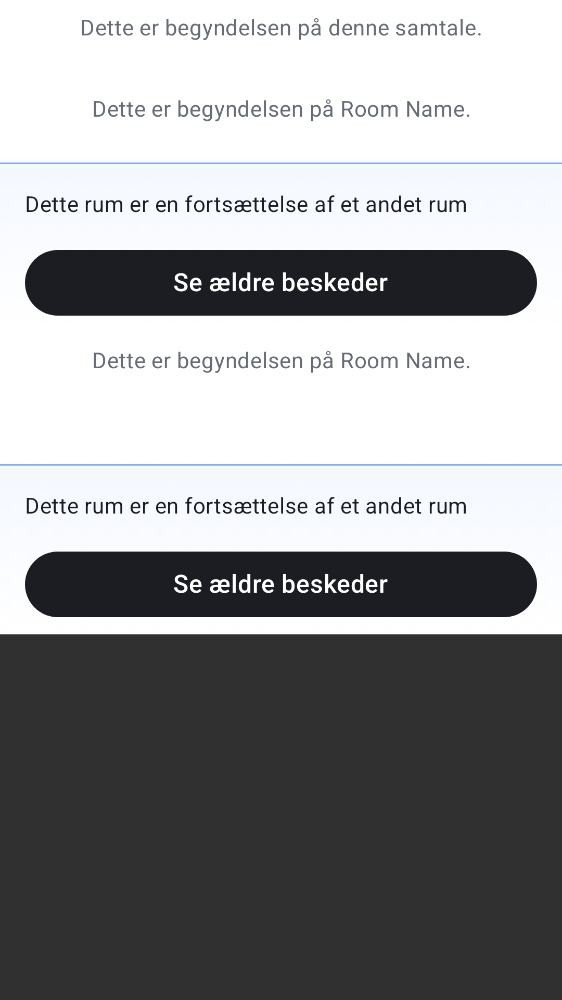 Dette er begyndelsen på denne samtale.
Dette er begyndelsen på Room Name.
Dette rum er en fortsættelse af et andet rum
Se ældre beskeder
Dette er begyndelsen på Room Name.
Dette rum er en fortsættelse af et andet rum
Se ældre beskeder